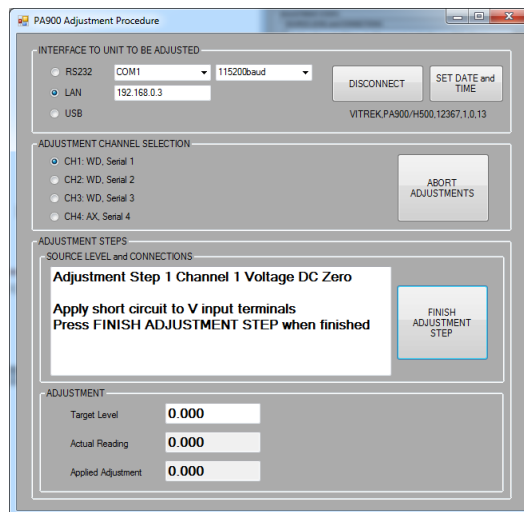 PA900 Adjustment Procedure
INTERFACE TO UNIT TO BE ADJUSTED
RS232 COM1 115200baud
LAN 192.168.0.3
USB
DISCONNECT
SET DATE and
TIME
VITREK,PA900/H500,12367,1.0,13
ADJUSTMENT CHANNEL SELECTION
CH1: WD, Serial 1
CH2: WD, Serial 2
CH3: WD, Serial 3
CH4: AX, Serial 4
ABORT
ADJUSTMENTS
ADJUSTMENT STEPS
SOURCE LEVEL and CONNECTIONS
Adjustment Step 1 Channel 1 Voltage DC Zero
Apply short circuit to V input terminals
Press FINISH ADJUSTMENT STEP when finished
FINISH
ADJUSTMENT
STEP
ADJUSTMENT
Target Level 0.000
Actual Reading 0.000
Applied Adjustment 0.000